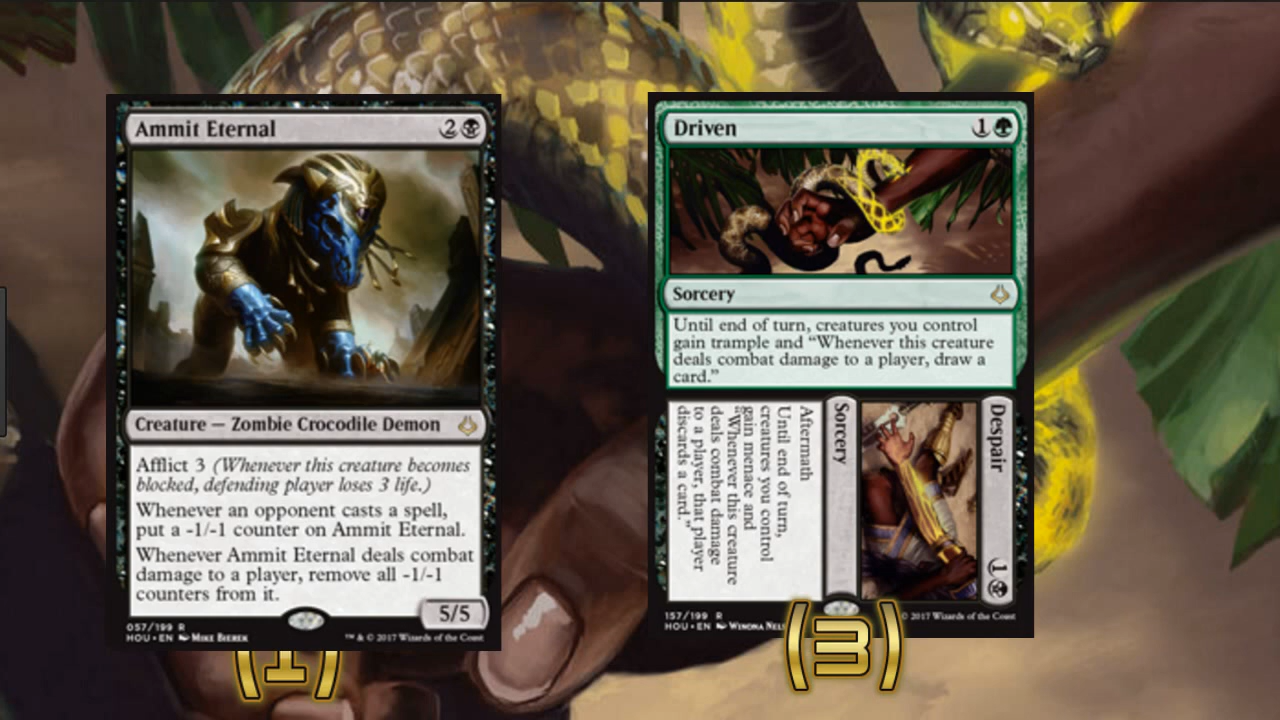 Ammit Eternal 2
Creature — Zombie Crocodile Demon
Afflict 3 (Whenever this creature becomes
blocked, defending player loses 3 life.)
Whenever an opponent casts a spell,
put a -1/-1 counter on Ammit Eternal.
Whenever Ammit Eternal deals combat
damage to a player, remove all -1/-1
counters from it.
5/5
057/199 R
HOU • EN Mike Bierek
™ & © 2017 Wizards of the Coast
(1)
Driven 1
Sorcery
Until end of turn, creatures you control
gain trample and “Whenever this creature
deals combat damage to a player, draw a
card.”
Despair 1
Sorcery
Aftermath
Until end of turn,
creatures you control
gain menace and
“Whenever this creature
deals combat damage
to a player, that player
discards a card.”
157/199 R
HOU • EN Winona
© 2017 Wizards of the Coast
(3)